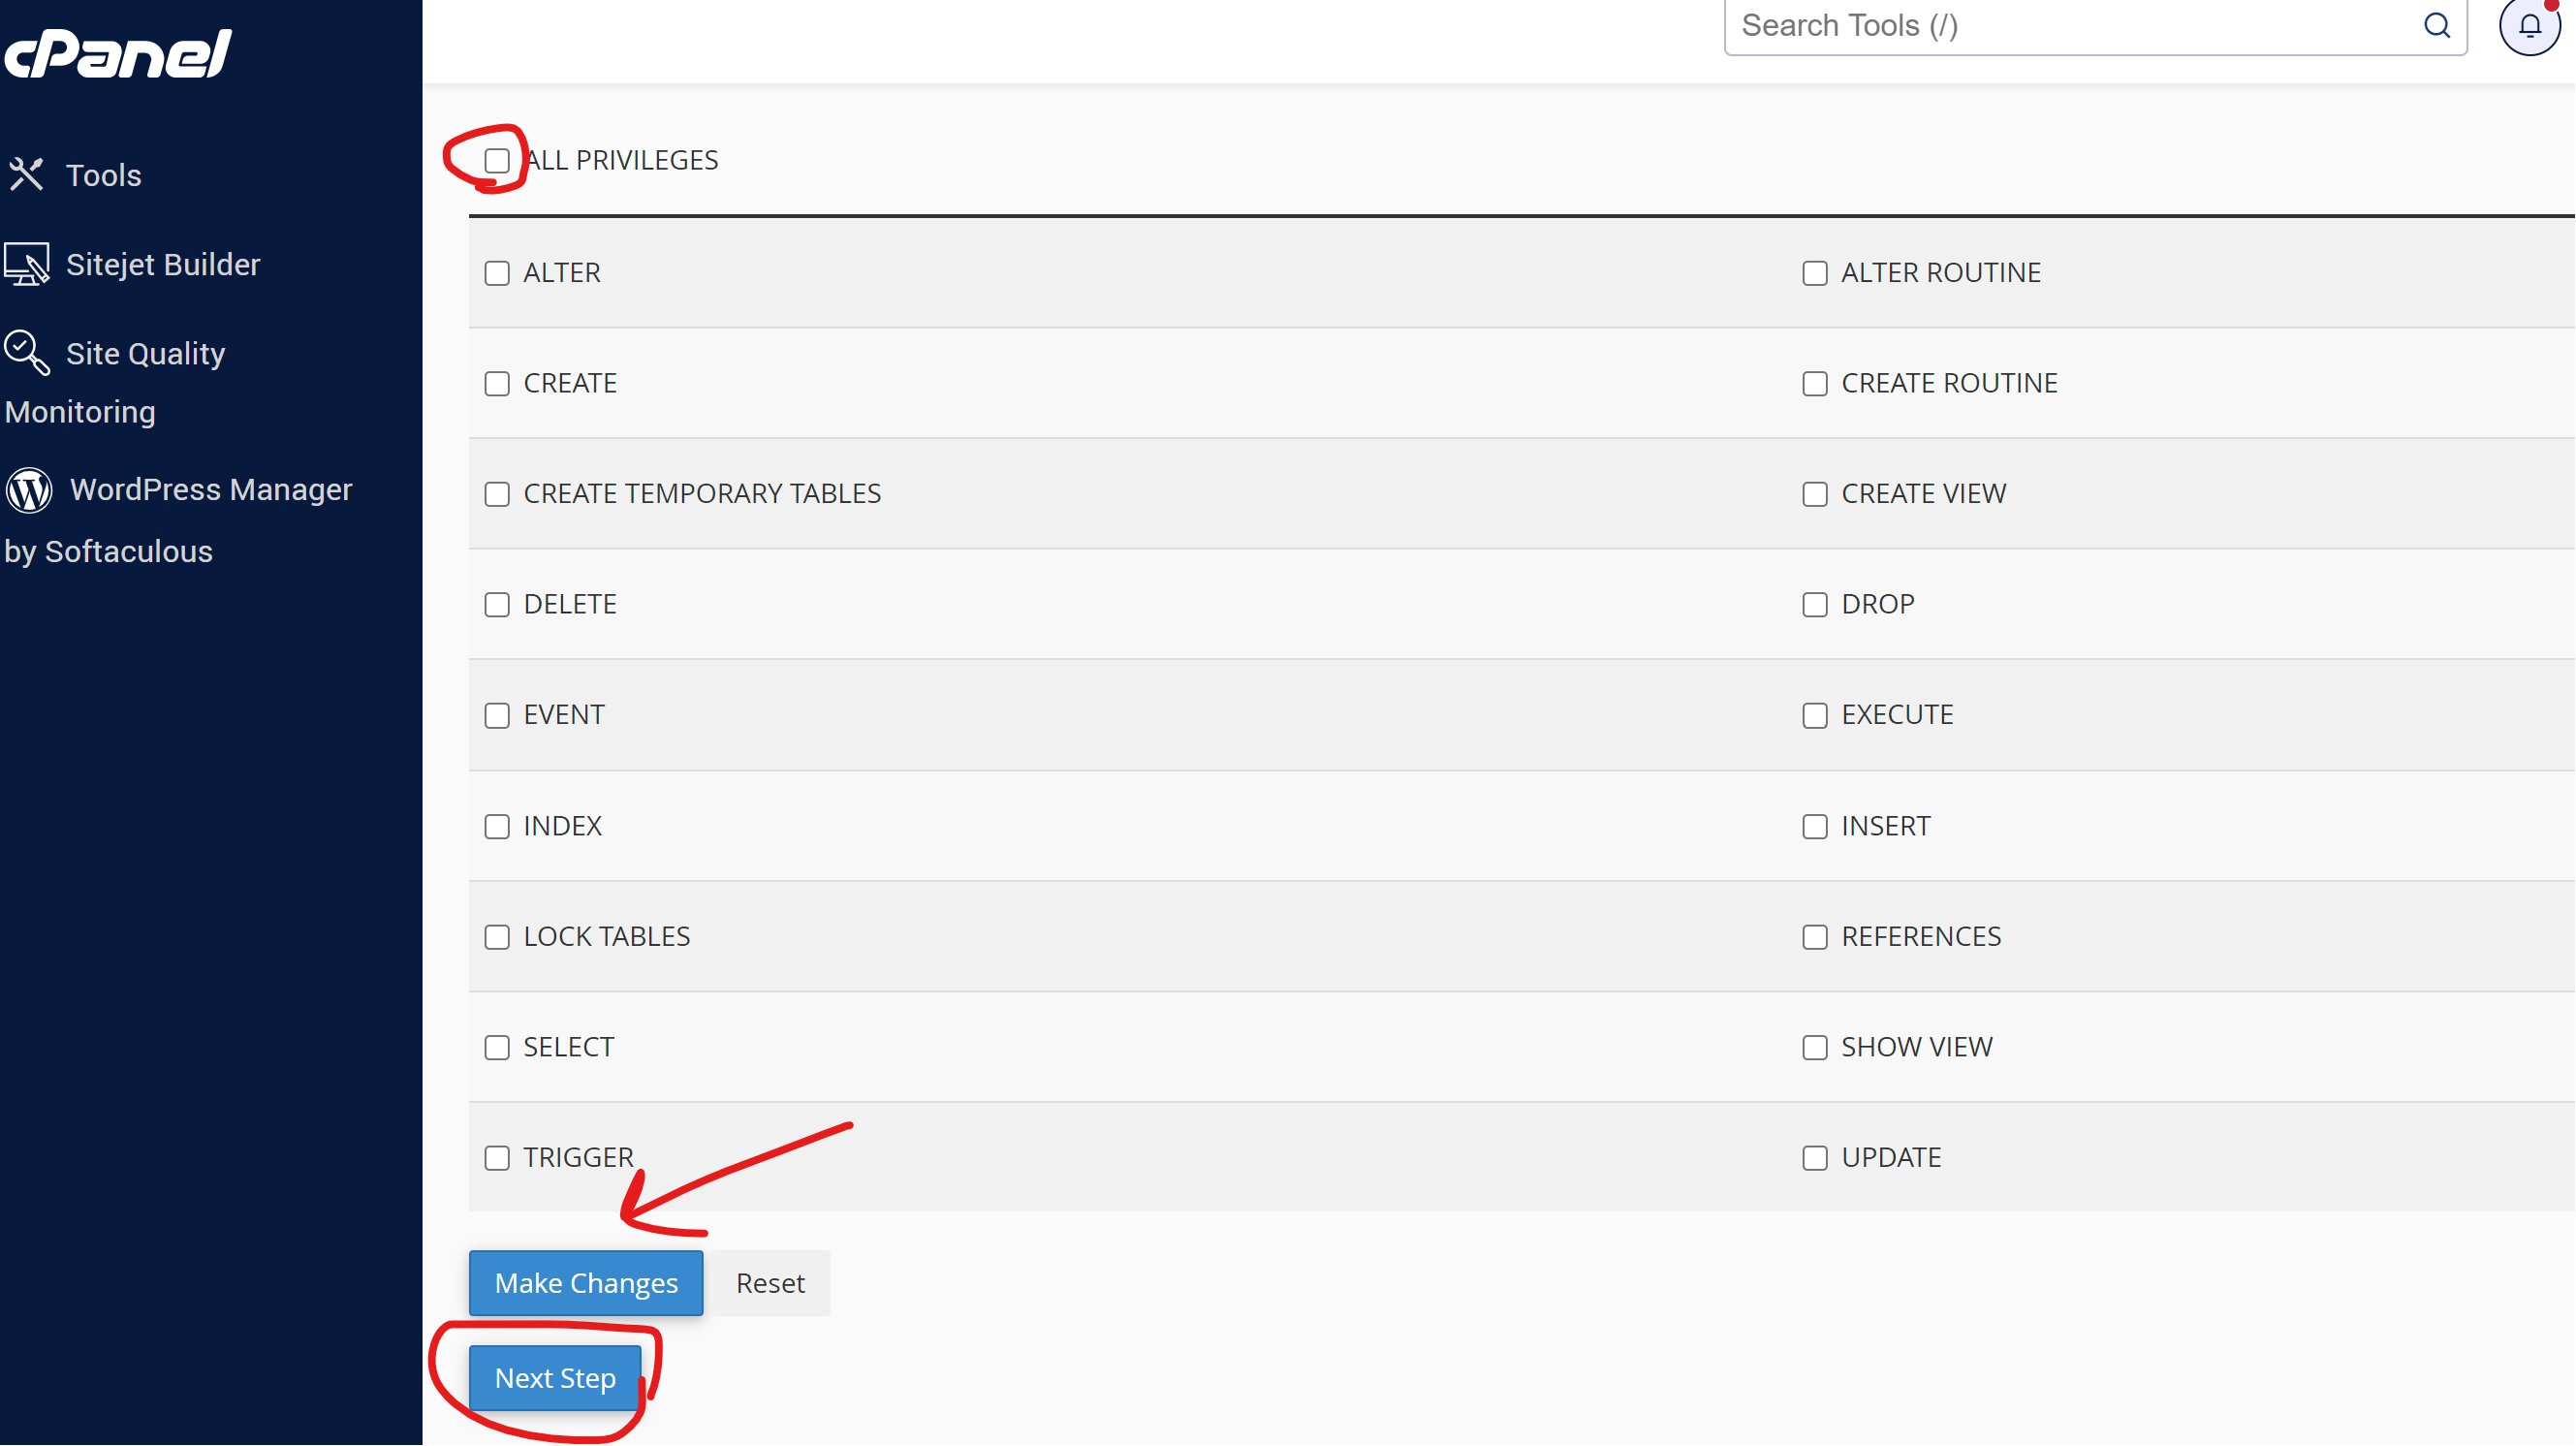 cPanel
Search Tools (/)
Tools
Sitejet Builder
Site Quality
Monitoring
WordPress Manager
by Softaculous
ALL PRIVILEGES
ALTER
ALTER ROUTINE
CREATE
CREATE ROUTINE
CREATE TEMPORARY TABLES
CREATE VIEW
DELETE
DROP
EVENT
EXECUTE
INDEX
INSERT
LOCK TABLES
REFERENCES
SELECT
SHOW VIEW
TRIGGER
UPDATE
Make Changes
Reset
Next Step